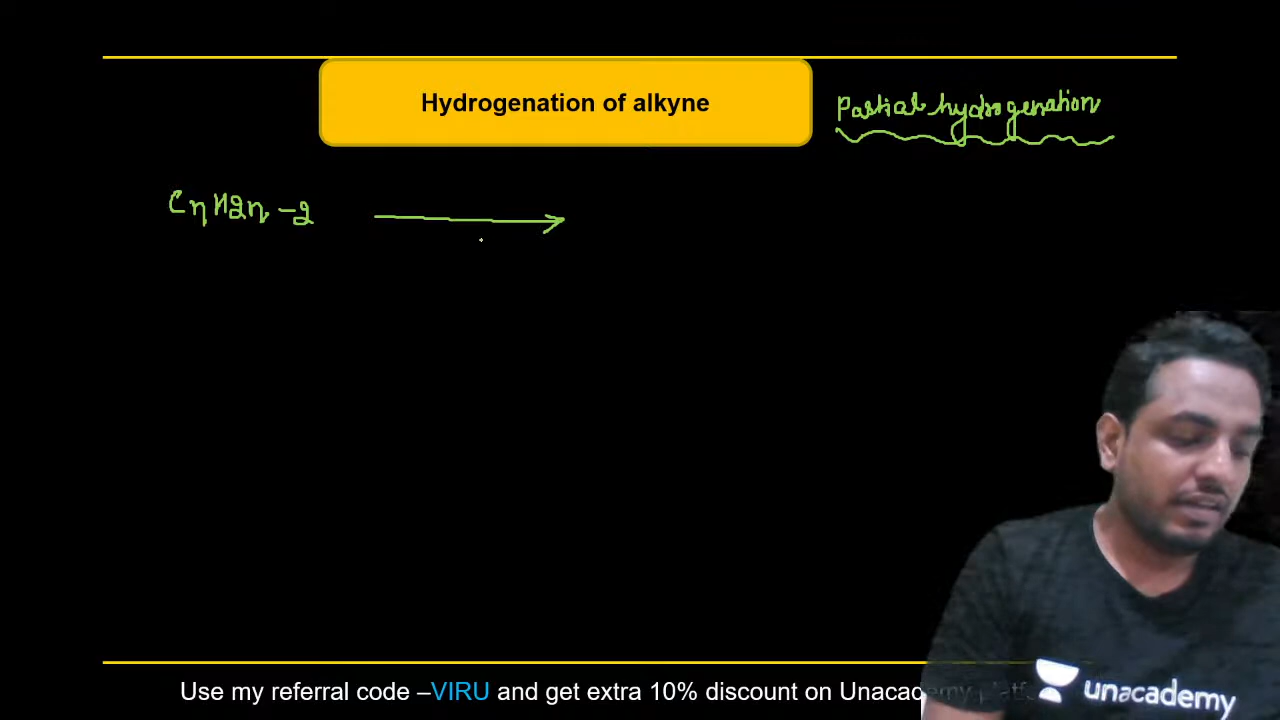 Hydrogenation of alkyne
Partial hydrogenation
CnH2n-2
Use my referral code –VIRU and get extra 10% discount on Unacademy
unacademy